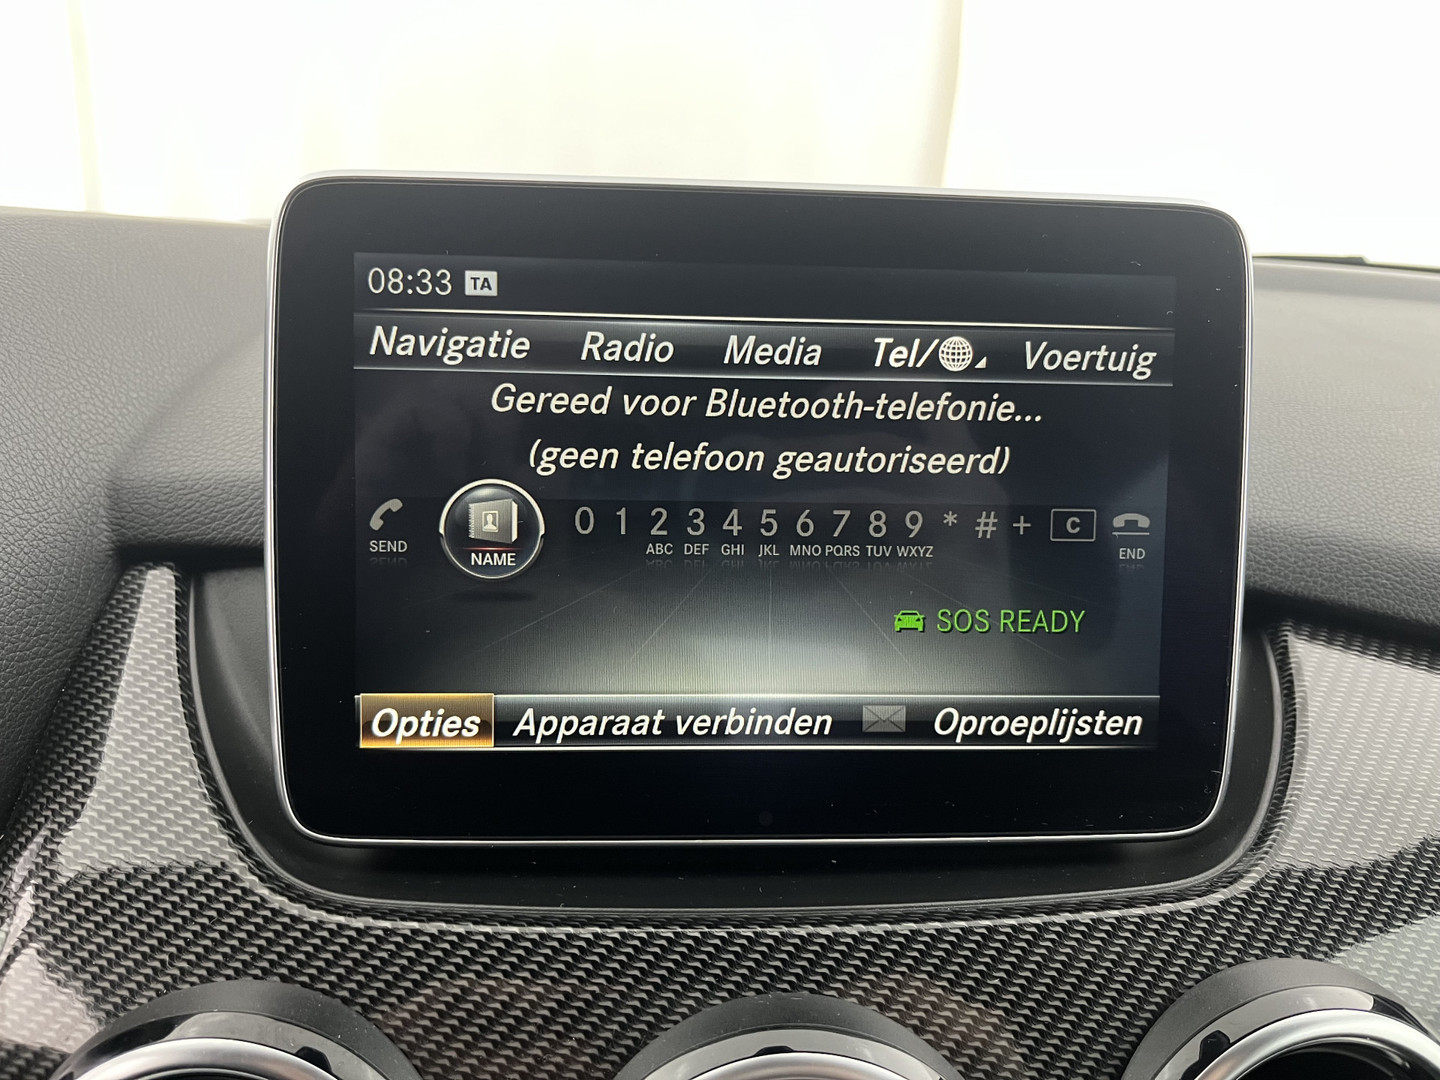 08:33 TA
Navigatie Radio Media Tel/ Voertuig
Gereed voor Bluetooth-telefonie...
(geen telefoon geautoriseerd)
0 1 2 3 4 5 6 7 8 9 * # + C
SEND NAME ABC DEF GHI JKL MNO PQRS TUV WXYZ END
SOS READY
Opties Apparaat verbinden Oproeplijsten